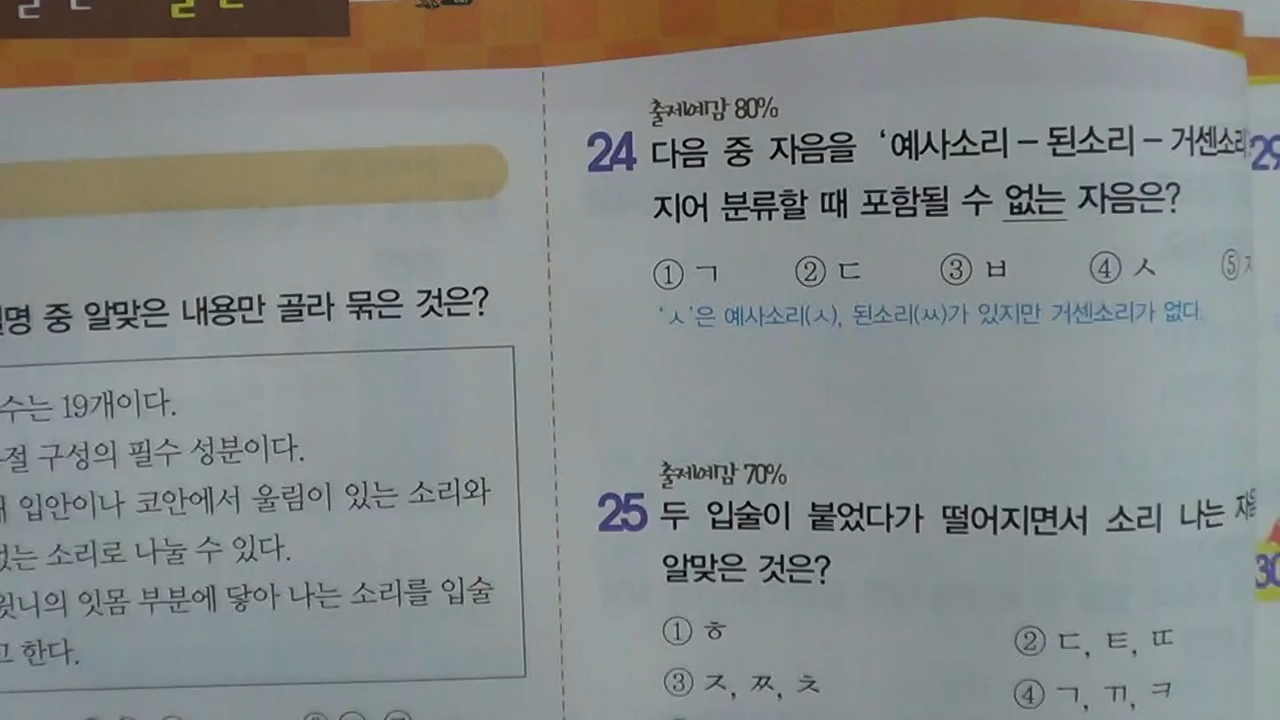 명 중 알맞은 내용만 골라 묶은 것은?
수는 19개이다.
절 구성의 필수 성분이다.
입안이나 코안에서 울림이 있는 소리와
없는 소리로 나눌 수 있다.
윗니의 잇몸 부분에 닿아 나는 소리를 입술
고 한다.
출제예감 80%
24 다음 중 자음을 ‘예사소리 – 된소리 – 거센소리
지어 분류할 때 포함될 수 없는 자음은?
① ㄱ ② ㄷ ③ ㅂ ④ ㅅ ⑤
‘ㅅ’은 예사소리(ㅅ), 된소리(ㅆ)가 있지만 거센소리가 없다.
출제예감 70%
25 두 입술이 붙었다가 떨어지면서 소리 나는
알맞은 것은?
① ㅎ ② ㄷ, ㅌ, ㄸ
③ ㅈ, ㅉ, ㅊ ④ ㄱ, ㄲ, ㅋ
29
30